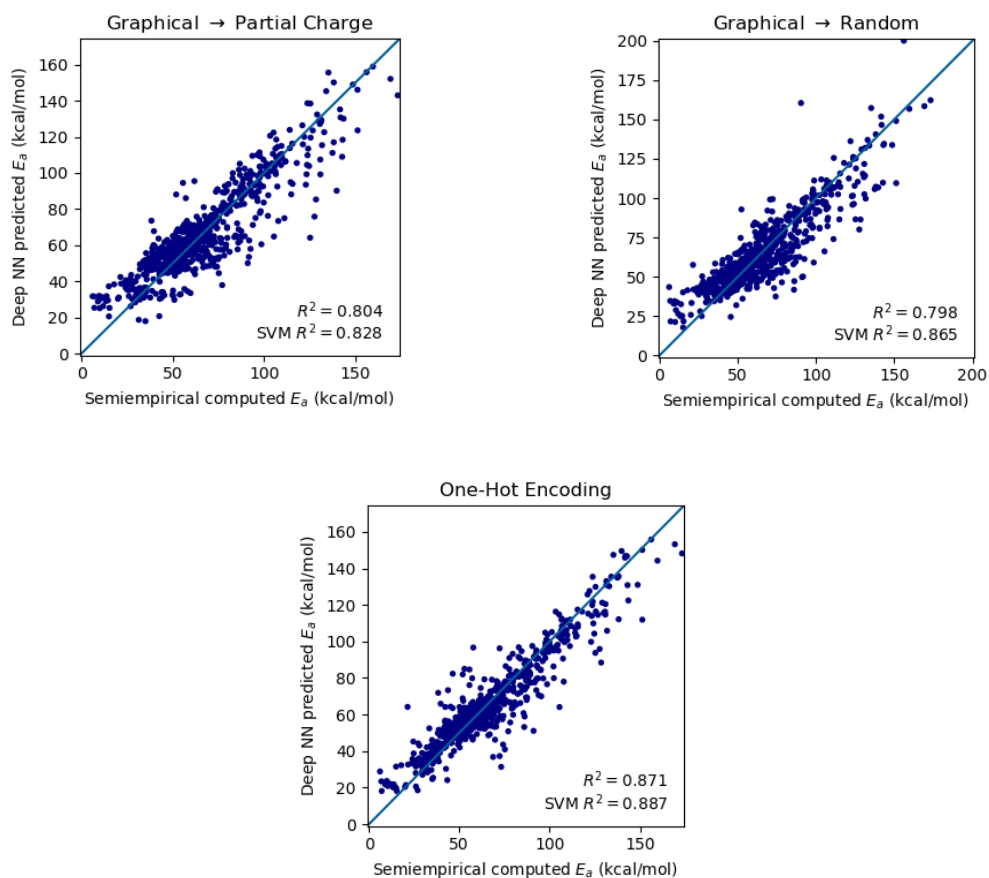 Graphical → Partial Charge
Deep NN predicted Eₐ (kcal/mol)
160
140
120
100
80
60
40
20
0
R² = 0.804
SVM R² = 0.828
0 50 100 150
Semiempirical computed Eₐ (kcal/mol)
Graphical → Random
Deep NN predicted Eₐ (kcal/mol)
200
175
150
125
100
75
50
25
0
R² = 0.798
SVM R² = 0.865
0 50 100 150 200
Semiempirical computed Eₐ (kcal/mol)
One-Hot Encoding
Deep NN predicted Eₐ (kcal/mol)
160
140
120
100
80
60
40
20
0
R² = 0.871
SVM R² = 0.887
0 50 100 150
Semiempirical computed Eₐ (kcal/mol)